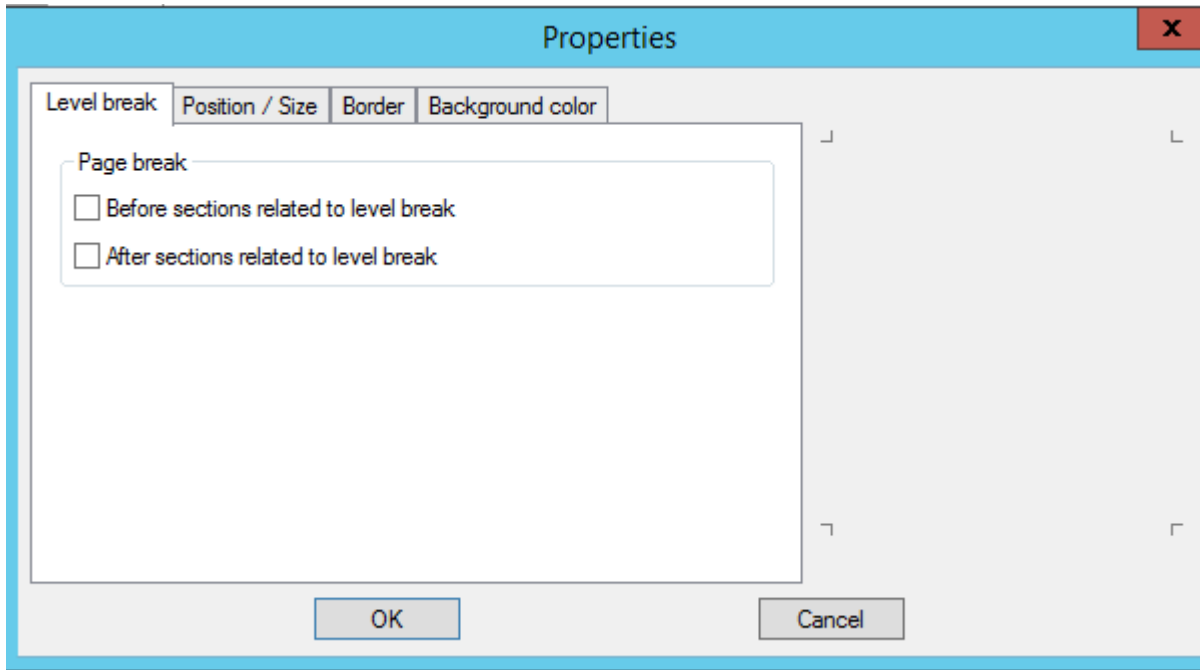 Properties
x
Level break Position / Size Border Background color
Page break
Before sections related to level break
After sections related to level break
OK Cancel